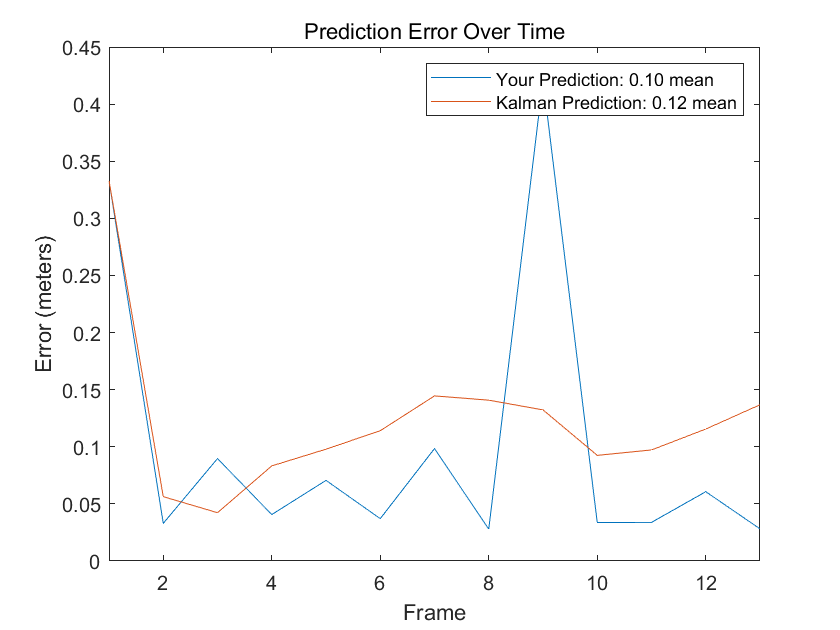 Prediction Error Over Time
Your Prediction: 0.10 mean
Kalman Prediction: 0.12 mean
0.45
0.4
0.35
0.3
0.25
0.2
0.15
0.1
0.05
0
Error (meters)
2 4 6 8 10 12
Frame